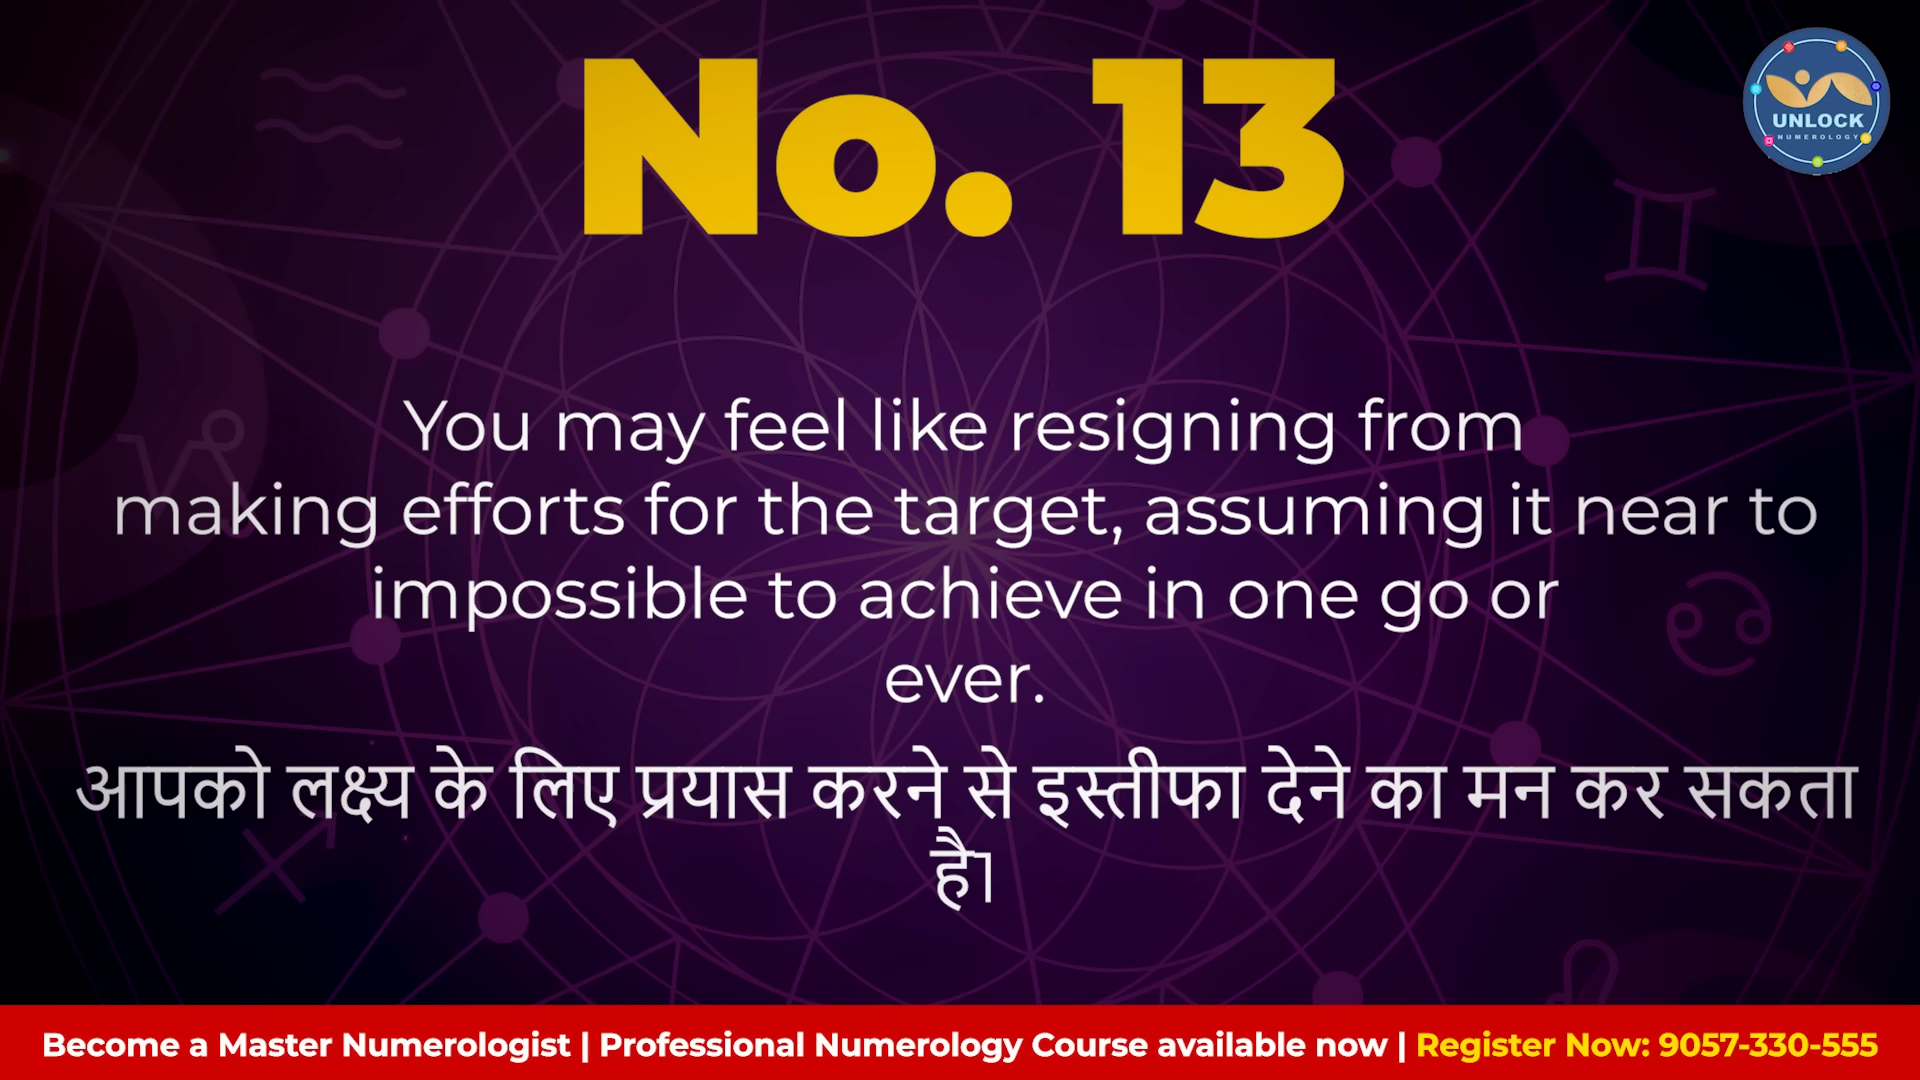 No. 13
UNLOCK
NUMEROLOGY
You may feel like resigning from
making efforts for the target, assuming it near to
impossible to achieve in one go or
ever.
आपको लक्ष्य के लिए प्रयास करने से इस्तीफा देने का मन कर सकता
है1
Become a Master Numerologist | Professional Numerology Course available now | Register Now: 9057-330-555